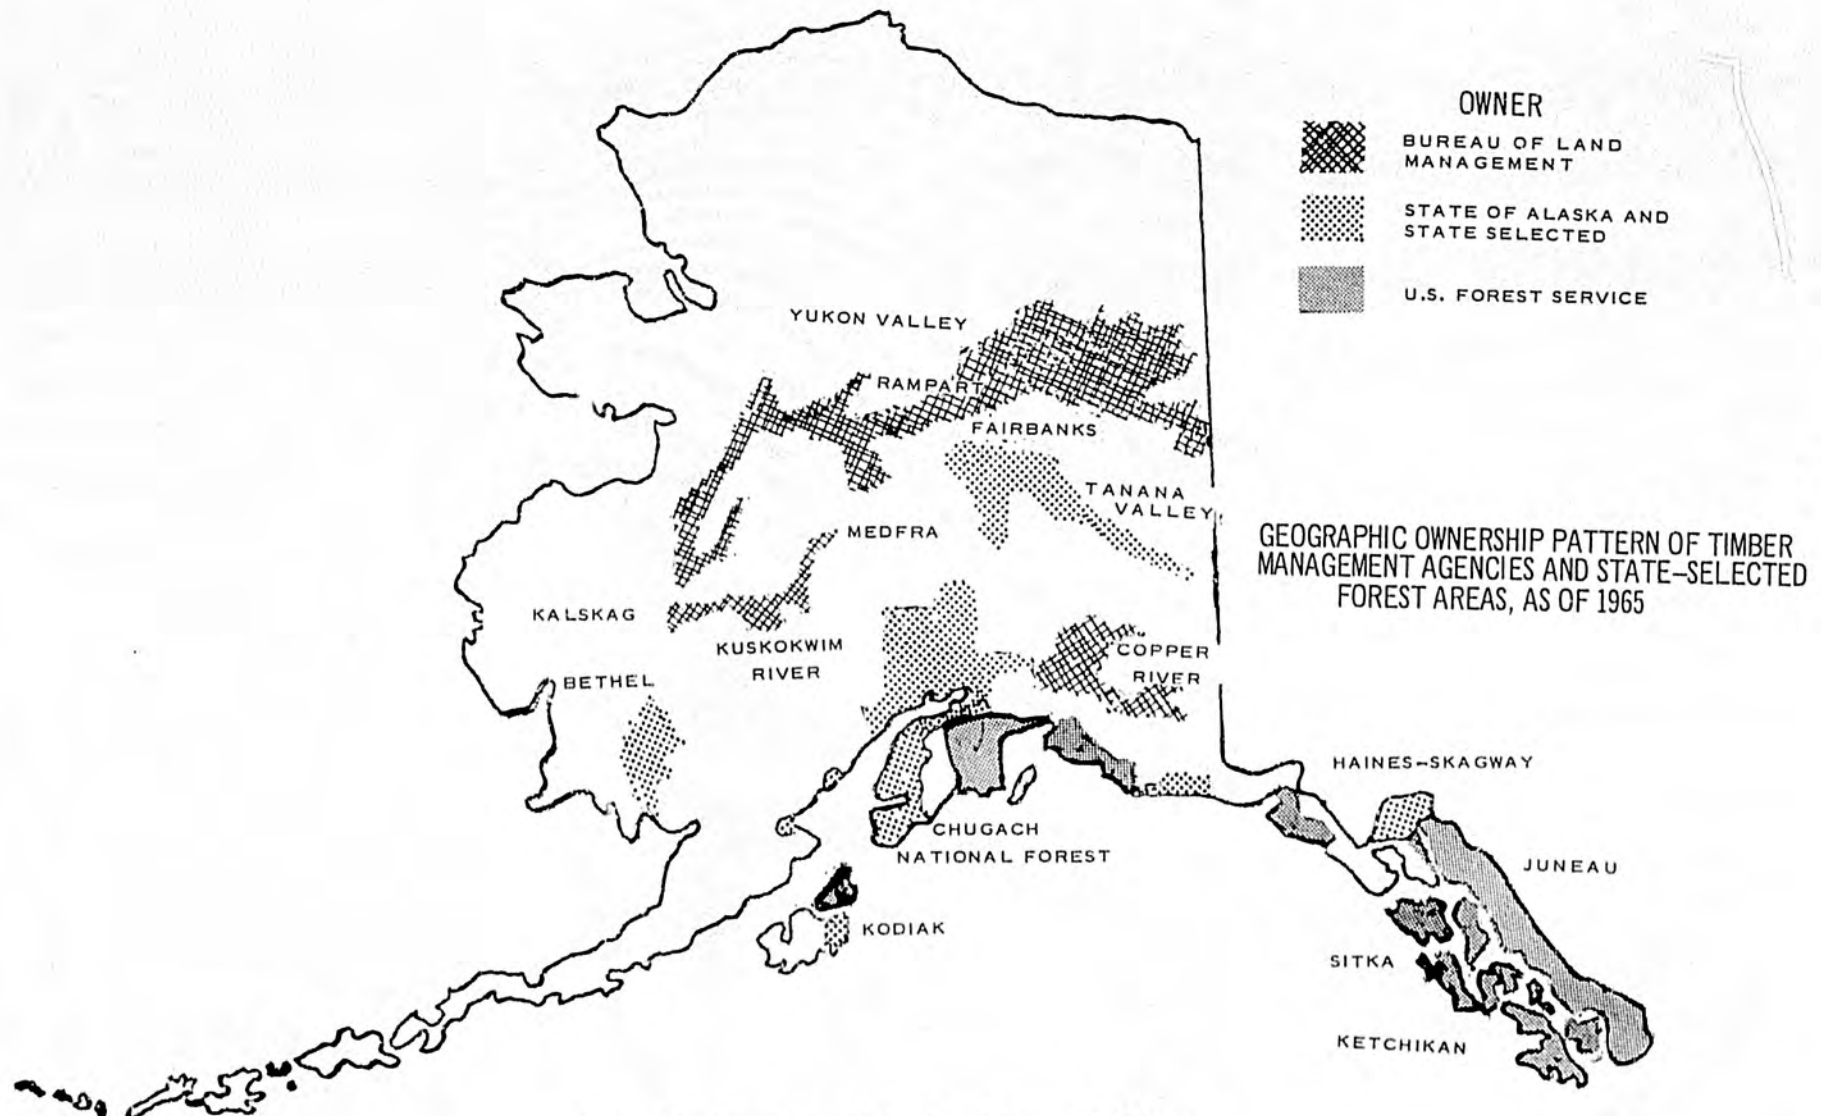 OWNER
BUREAU OF LAND
MANAGEMENT
STATE OF ALASKA AND
STATE SELECTED
U.S. FOREST SERVICE
YUKON VALLEY
RAMPART
FAIRBANKS
TANANA
VALLEY
MEDFRA
GEOGRAPHIC OWNERSHIP PATTERN OF TIMBER
MANAGEMENT AGENCIES AND STATE-SELECTED
FOREST AREAS, AS OF 1965
KALSKAG
KUSKOKWIM
RIVER
COPPER
RIVER
BETHEL
HAINES-SKAGWAY
CHUGACH
NATIONAL FOREST
JUNEAU
KODIAK
SITKA
KETCHIKAN